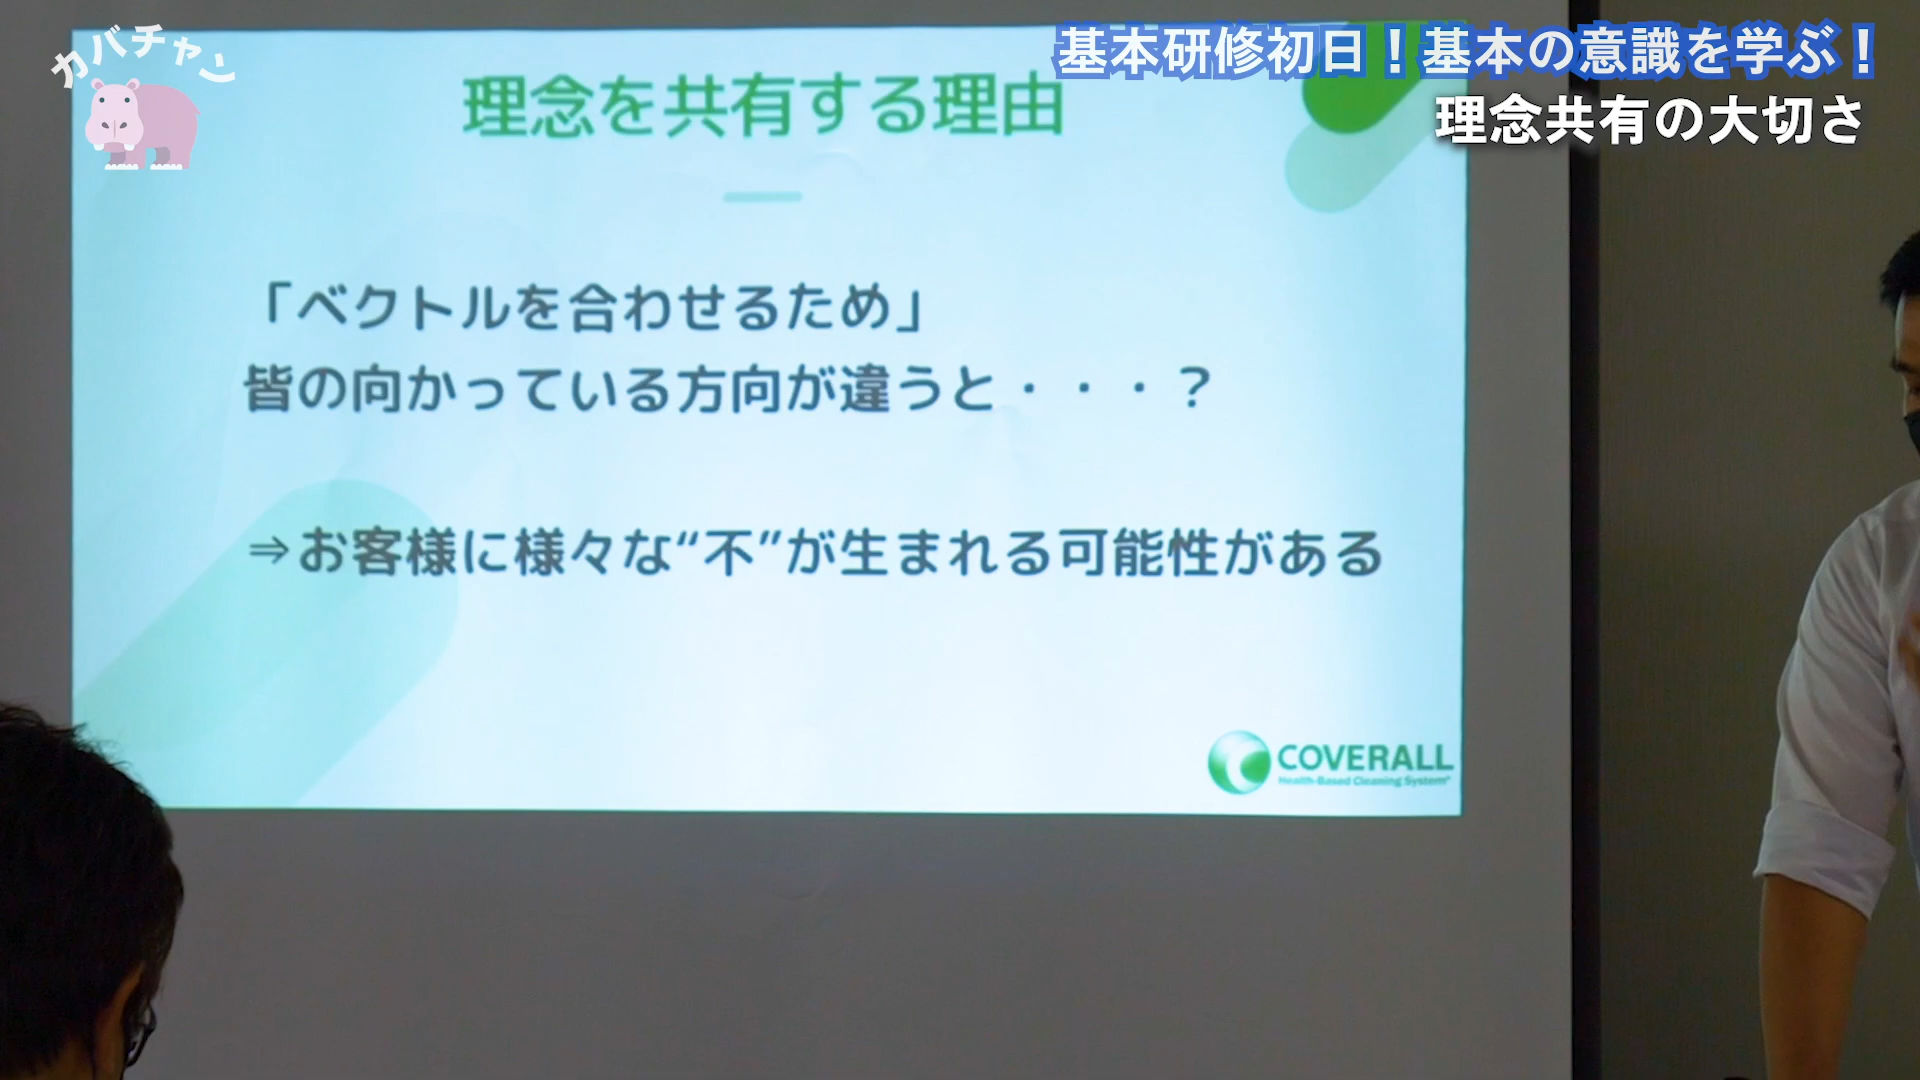 カバチャン
基本研修初日！基本の意識を学ぶ！
理念共有の大切さ
理念を共有する理由
「ベクトルを合わせるため」
皆の向かっている方向が違うと・・・？
⇒お客様に様々な“不”が生まれる可能性がある
COVERALL
Health-Based Cleaning System®